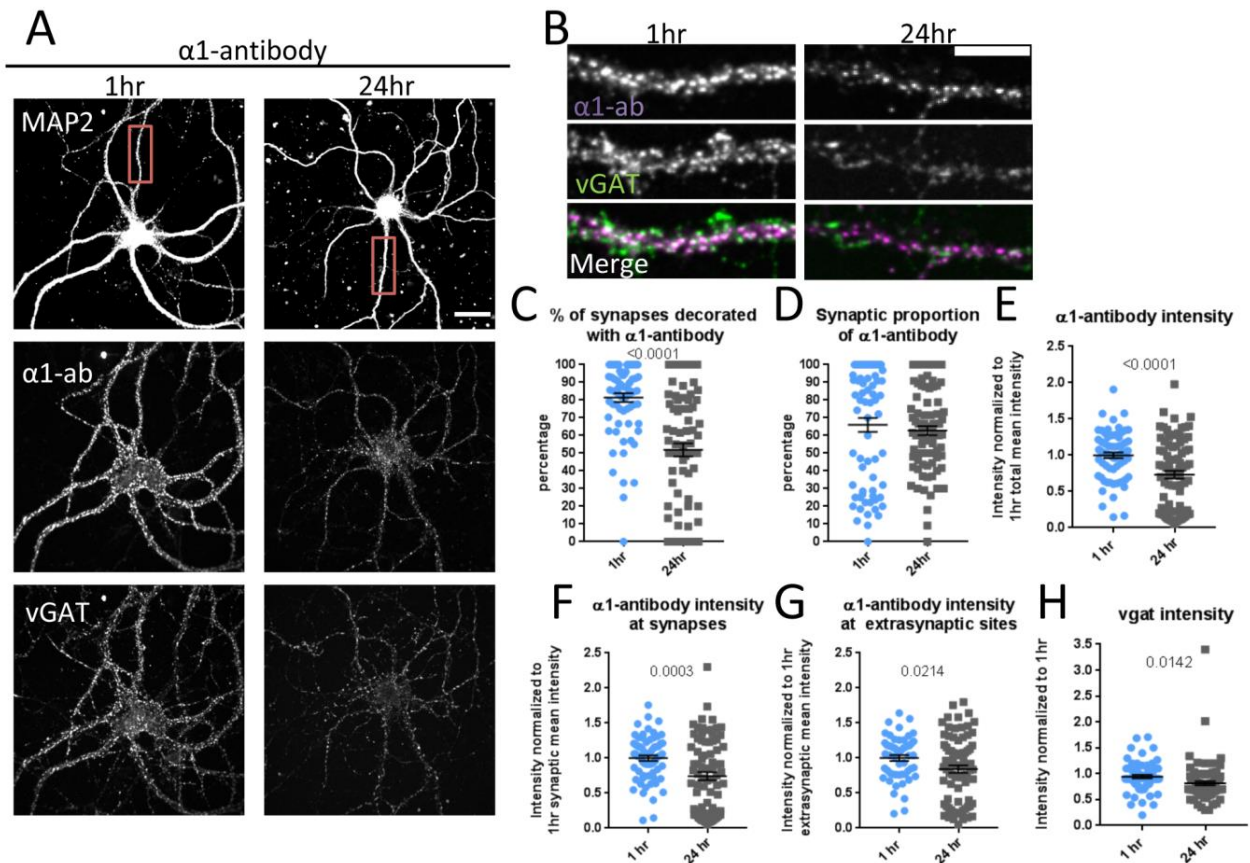 A
α1-antibody
1hr
24hr
MAP2
α1-ab
vGAT
B
1hr
24hr
α1-ab
vGAT
Merge
C
% of synapses decorated
with α1-antibody
<0.0001
percentage
100
90
80
70
60
50
40
30
20
10
0
1hr
24hr
D
Synaptic proportion
of α1-antibody
percentage
100
90
80
70
60
50
40
30
20
10
0
1hr
24hr
E
α1-antibody intensity
<0.0001
Intensity normalized to
1hr total mean intensitiy
2.5
2.0
1.5
1.0
0.5
0.0
1 hr
24 hr
F
α1-antibody intensity
at synapses
0.0003
Intensity normalized to
1hr synaptic mean intensity
2.5
2.0
1.5
1.0
0.5
0.0
1 hr
24 hr
G
α1-antibody intensity
at extrasynaptic sites
0.0214
Intensity normalized to 1hr
extrasynaptic mean intensity
2.5
2.0
1.5
1.0
0.5
0.0
1 hr
24 hr
H
vgat intensity
0.0142
Intensity normalized to 1hr
3.5
3.0
2.5
2.0
1.5
1.0
0.5
0.0
1 hr
24 hr